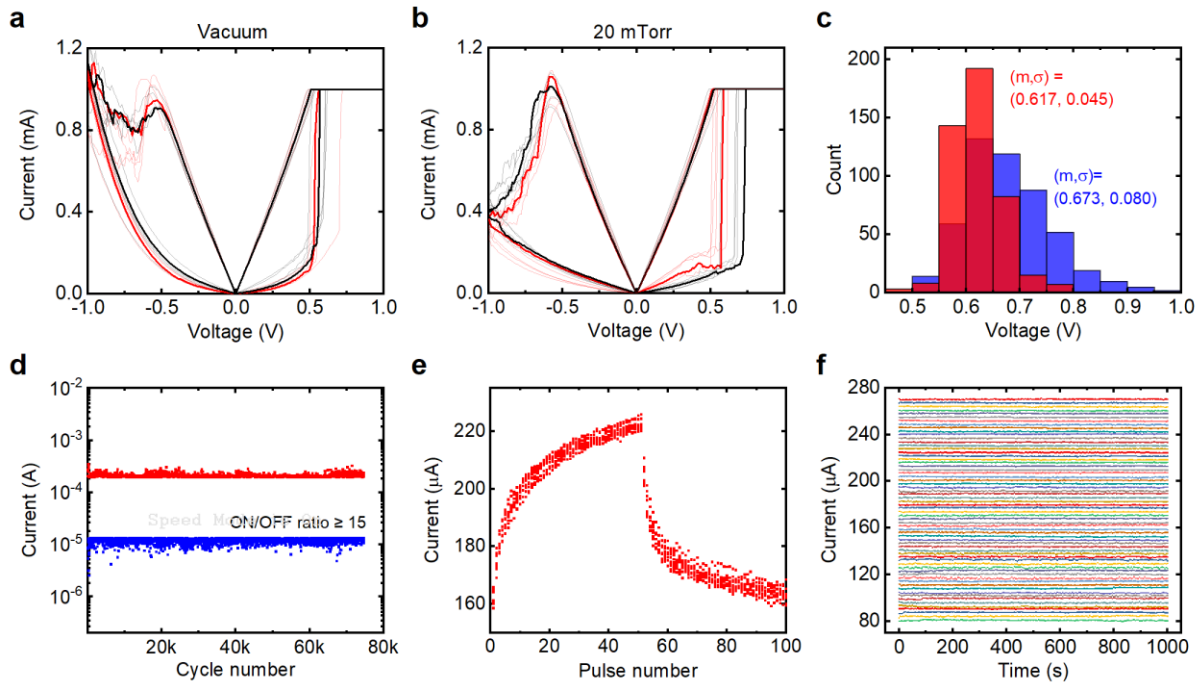 a
Vacuum
1.2
0.8
0.4
0.0
-1.0 -0.5 0.0 0.5 1.0
Current (mA)
Voltage (V)
b
20 mTorr
1.2
0.8
0.4
0.0
-1.0 -0.5 0.0 0.5 1.0
Current (mA)
Voltage (V)
c
200
150
100
50
0
0.5 0.6 0.7 0.8 0.9 1.0
Count
Voltage (V)
(m,σ) =
(0.617, 0.045)
(m,σ)=
(0.673, 0.080)
d
10-2
10-3
10-4
10-5
10-6
20k 40k 60k 80k
Current (A)
Cycle number
ON/OFF ratio ≥ 15
e
220
200
180
160
0 20 40 60 80 100
Current (μA)
Pulse number
f
280
240
200
160
120
80
0 200 400 600 800 1000
Current (μA)
Time (s)